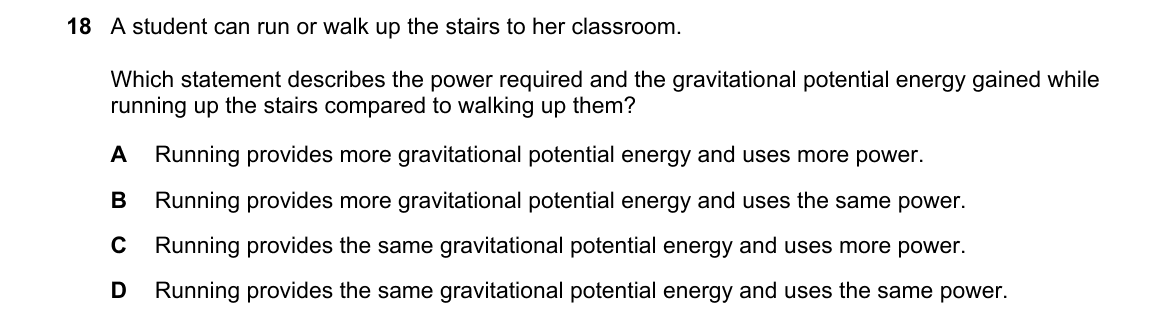 18 A student can run or walk up the stairs to her classroom.
Which statement describes the power required and the gravitational potential energy gained while
running up the stairs compared to walking up them?
A Running provides more gravitational potential energy and uses more power.
B Running provides more gravitational potential energy and uses the same power.
C Running provides the same gravitational potential energy and uses more power.
D Running provides the same gravitational potential energy and uses the same power.